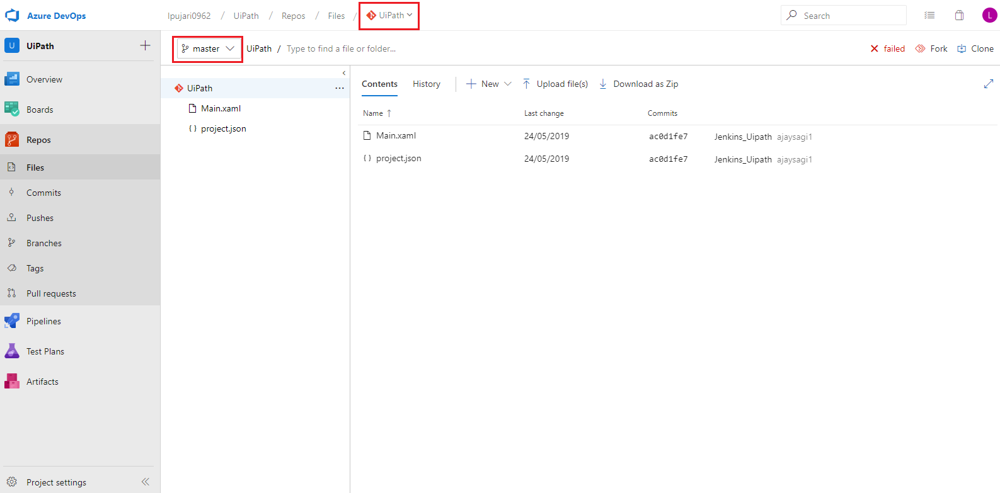 Azure DevOps
lpujari0962 / UiPath / Repos / Files / UiPath
Search
L
U UiPath
master UiPath / Type to find a file or folder...
failed Fork Clone
Overview
Boards
Repos
Files
Commits
Pushes
Branches
Tags
Pull requests
Pipelines
Test Plans
Artifacts
Project settings
UiPath ...
Main.xaml
{ } project.json
Contents History New Upload file(s) Download as Zip
Name ↑ Last change Commits
Main.xaml 24/05/2019 ac0d1fe7 Jenkins_Uipath ajaysagi1
{ } project.json 24/05/2019 ac0d1fe7 Jenkins_Uipath ajaysagi1